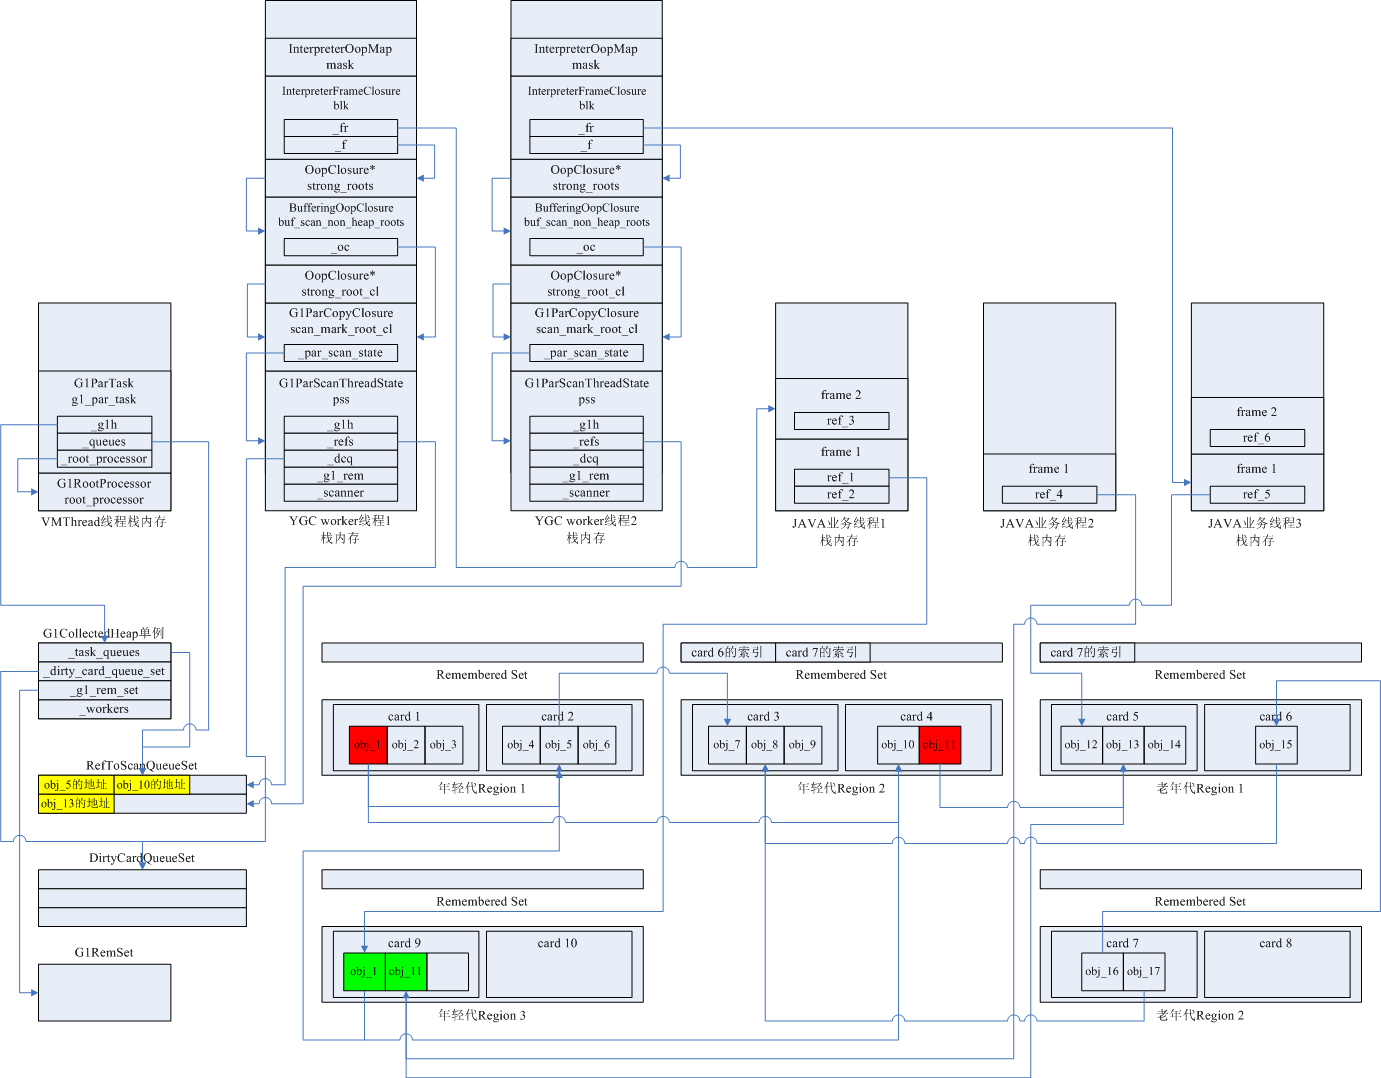 InterpreterOopMap
mask
InterpreterFrameClosure
blk
_fr
_f
OopClosure*
strong_roots
BufferingOopClosure
buf_scan_non_heap_roots
_oc
OopClosure*
strong_root_cl
G1ParCopyClosure
scan_mark_root_cl
_par_scan_state
G1ParScanThreadState
pss
_g1h
_refs
_dcq
_g1_rem
_scanner
YGC worker线程1
栈内存
InterpreterOopMap
mask
InterpreterFrameClosure
blk
_fr
_f
OopClosure*
strong_roots
BufferingOopClosure
buf_scan_non_heap_roots
_oc
OopClosure*
strong_root_cl
G1ParCopyClosure
scan_mark_root_cl
_par_scan_state
G1ParScanThreadState
pss
_g1h
_refs
_dcq
_g1_rem
_scanner
YGC worker线程2
栈内存
G1ParTask
g1_par_task
_g1h
_queues
_root_processor
G1RootProcessor
root_processor
VMThread线程栈内存
frame 2
ref_3
frame 1
ref_1
ref_2
JAVA业务线程1
栈内存
frame 1
ref_4
JAVA业务线程2
栈内存
frame 2
ref_6
frame 1
ref_5
JAVA业务线程3
栈内存
G1CollectedHeap单例
_task_queues
_dirty_card_queue_set
_g1_rem_set
_workers
RefToScanQueueSet
obj_5的地址 obj_10的地址
obj_13的地址
DirtyCardQueueSet
G1RemSet
Remembered Set
card 1 card 2
obj_1 obj_2 obj_3 obj_4 obj_5 obj_6
年轻代Region 1
card 6的索引 card 7的索引
Remembered Set
card 3 card 4
obj_7 obj_8 obj_9 obj_10 obj_11
年轻代Region 2
card 7的索引
Remembered Set
card 5 card 6
obj_12 obj_13 obj_14 obj_15
老年代Region 1
Remembered Set
card 9 card 10
obj_1 obj_11
年轻代Region 3
Remembered Set
card 7 card 8
obj_16 obj_17
老年代Region 2